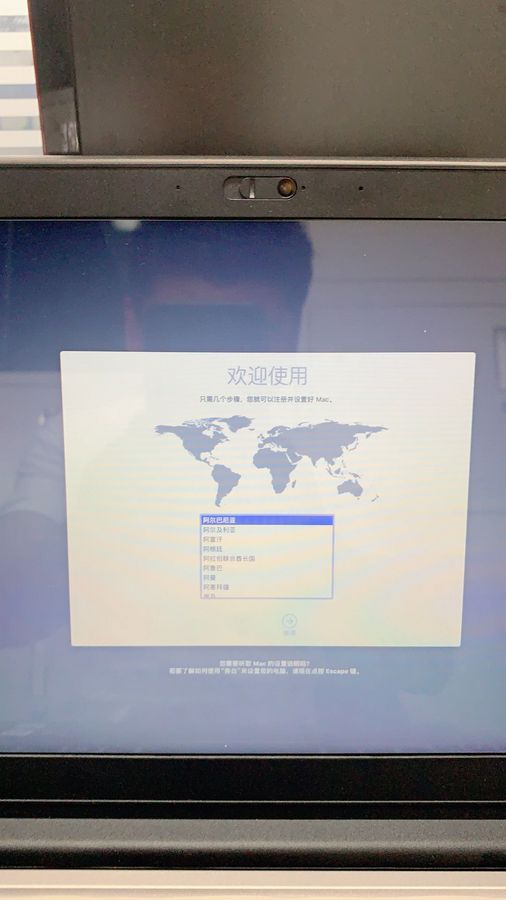 欢迎使用
只需几个步骤，您就可以注册并设置好 Mac。
阿尔巴尼亚
阿尔及利亚
阿富汗
阿根廷
阿拉伯联合酋长国
阿鲁巴
阿曼
阿塞拜疆
您需要听取 Mac 的设置说明吗？
若要了解如何使用“旁白”来设置您的电脑，请现在点按 Escape 键。